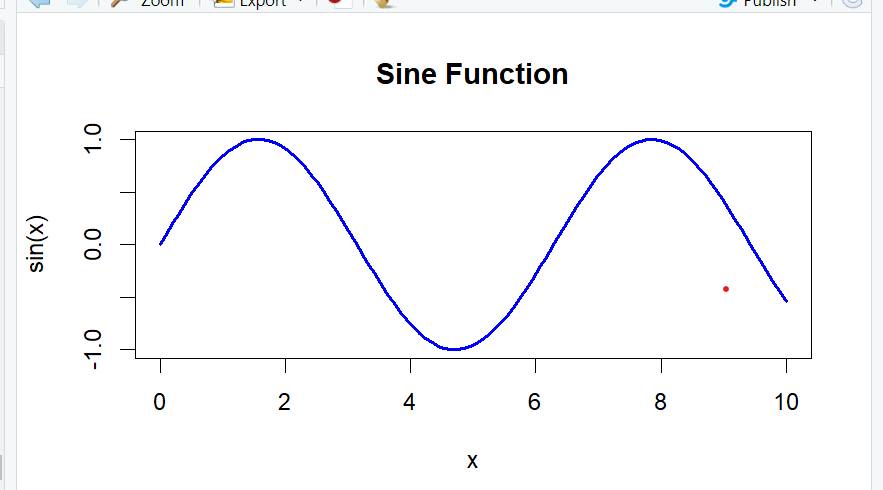 Zoom Export Publish
Sine Function
1.0
0.0
-1.0
sin(x)
0 2 4 6 8 10
x